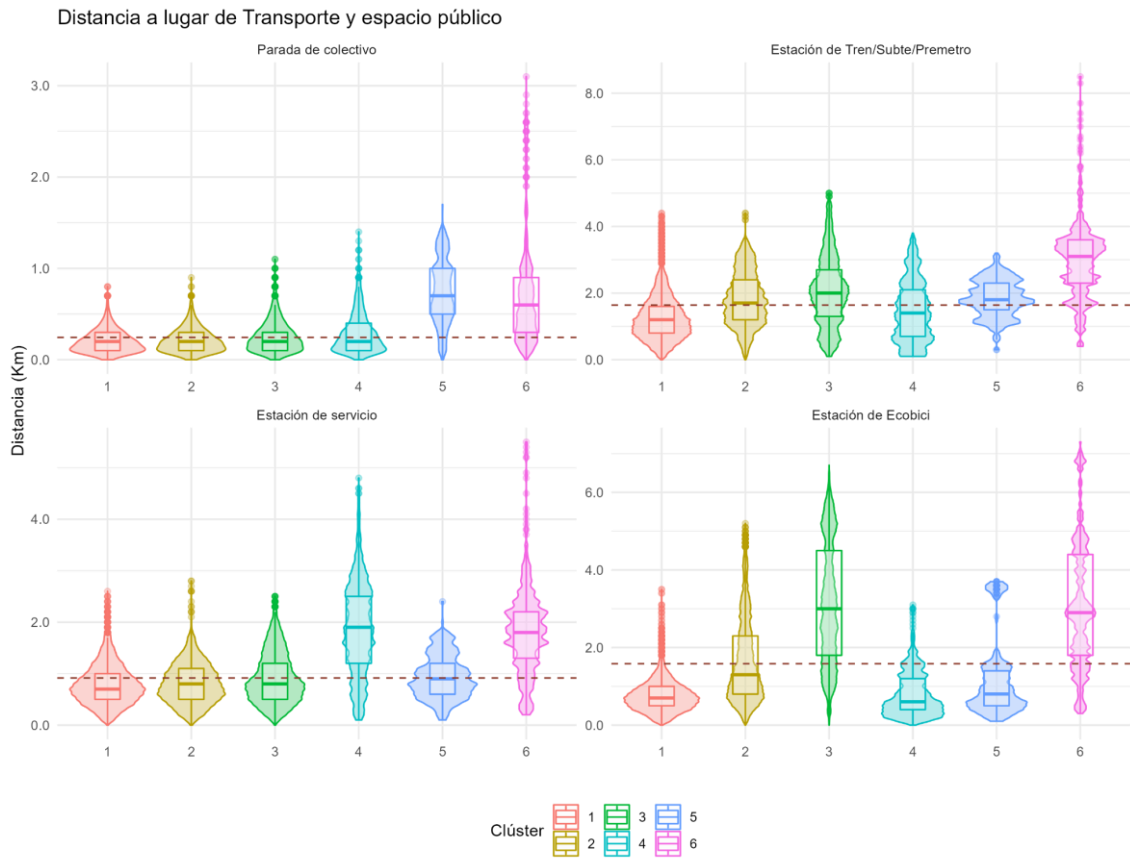 Distancia a lugar de Transporte y espacio público
Parada de colectivo
Estación de Tren/Subte/Premetro
3.0
2.0
1.0
0.0
1 2 3 4 5 6
8.0
6.0
4.0
2.0
0.0
1 2 3 4 5 6
Distancia (Km)
Estación de servicio
Estación de Ecobici
4.0
2.0
0.0
1 2 3 4 5 6
6.0
4.0
2.0
0.0
1 2 3 4 5 6
Clúster
1 3 5
2 4 6